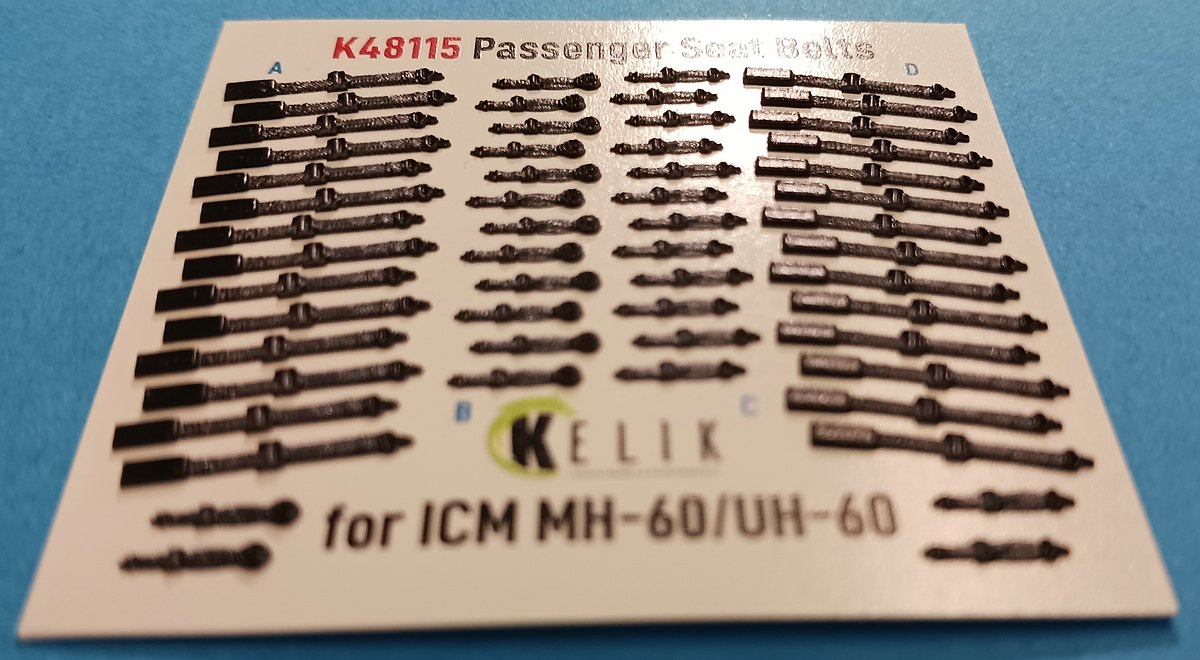 K48115 Passenger Seat Belts
A D
B C
KELIK
for ICM MH-60/UH-60